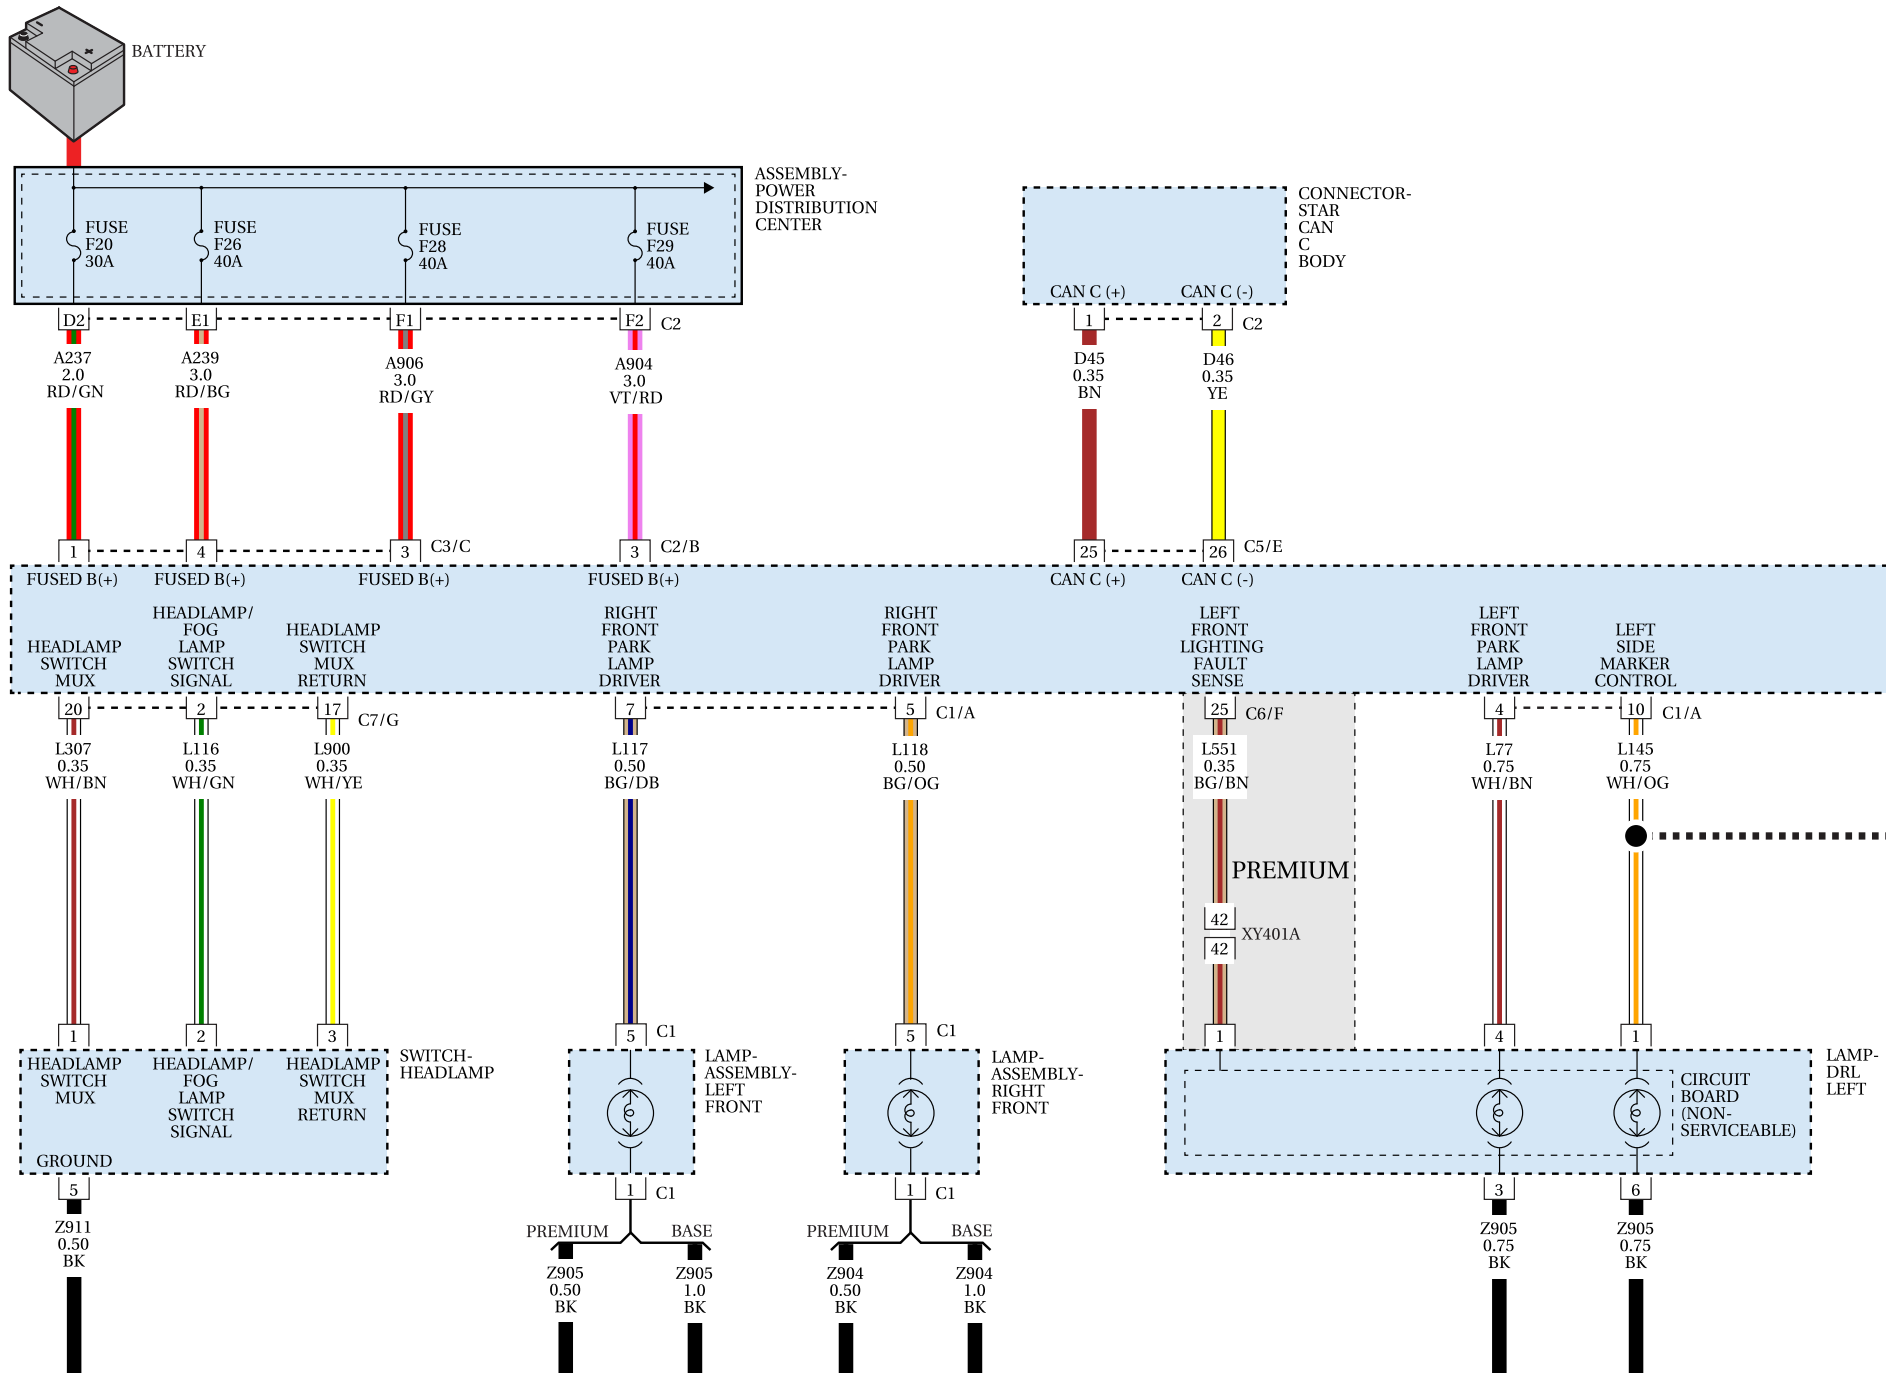 BATTERY
ASSEMBLY-
POWER
DISTRIBUTION
CENTER
FUSE
F20
30A
FUSE
F26
40A
FUSE
F28
40A
FUSE
F29
40A
D2
E1
F1
F2
C2
A237
2.0
RD/GN
A239
3.0
RD/BG
A906
3.0
RD/GY
A904
3.0
VT/RD
CONNECTOR-
STAR
CAN
C
BODY
CAN C (+)
CAN C (-)
1
2
C2
D45
0.35
BN
D46
0.35
YE
1
4
3
C3/C
3
C2/B
25
26
C5/E
FUSED B(+)
FUSED B(+)
FUSED B(+)
FUSED B(+)
CAN C (+)
CAN C (-)
HEADLAMP
SWITCH
MUX
HEADLAMP/
FOG
LAMP
SWITCH
SIGNAL
HEADLAMP
SWITCH
MUX
RETURN
RIGHT
FRONT
PARK
LAMP
DRIVER
RIGHT
FRONT
PARK
LAMP
DRIVER
LEFT
FRONT
LIGHTING
FAULT
SENSE
LEFT
FRONT
PARK
LAMP
DRIVER
LEFT
SIDE
MARKER
CONTROL
20
2
17
C7/G
7
5
C1/A
25
C6/F
4
10
C1/A
L307
0.35
WH/BN
L116
0.35
WH/GN
L900
0.35
WH/YE
L117
0.50
BG/DB
L118
0.50
BG/OG
L551
0.35
BG/BN
L77
0.75
WH/BN
L145
0.75
WH/OG
PREMIUM
42
XY401A
42
1
2
3
5
C1
5
C1
1
4
1
HEADLAMP
SWITCH
MUX
HEADLAMP/
FOG
LAMP
SWITCH
SIGNAL
HEADLAMP
SWITCH
MUX
RETURN
GROUND
SWITCH-
HEADLAMP
LAMP-
ASSEMBLY-
LEFT
FRONT
LAMP-
ASSEMBLY-
RIGHT
FRONT
CIRCUIT
BOARD
(NON-
SERVICEABLE)
LAMP-
DRL
LEFT
5
1
C1
1
C1
3
6
Z911
0.50
BK
PREMIUM
BASE
Z905
0.50
BK
Z905
1.0
BK
PREMIUM
BASE
Z904
0.50
BK
Z904
1.0
BK
Z905
0.75
BK
Z905
0.75
BK